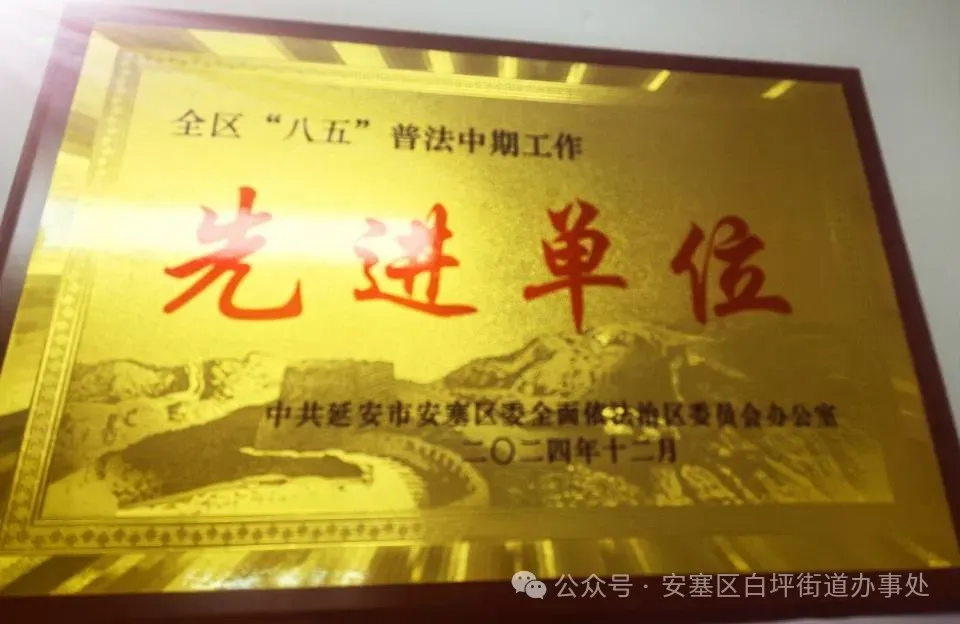 全区“八五”普法中期工作
先进单位
中共延安市安塞区委全面依法治区委员会办公室
二〇二四年十二月
公众号·安塞区白坪街道办事处